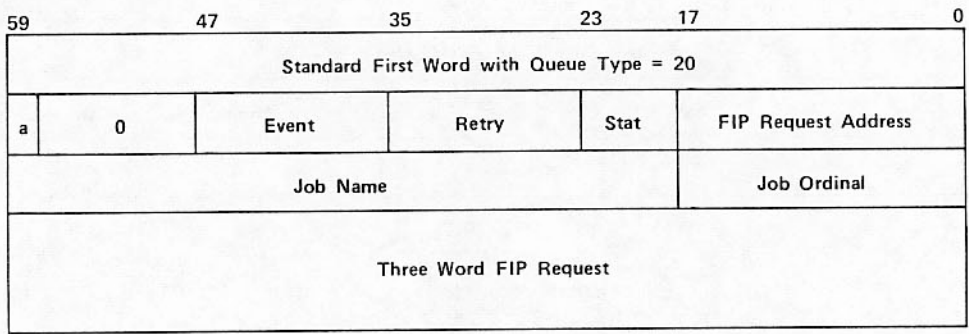 59 47 35 23 17 0
Standard First Word with Queue Type = 20
a 0 Event Retry Stat FIP Request Address
Job Name Job Ordinal
Three Word FIP Request